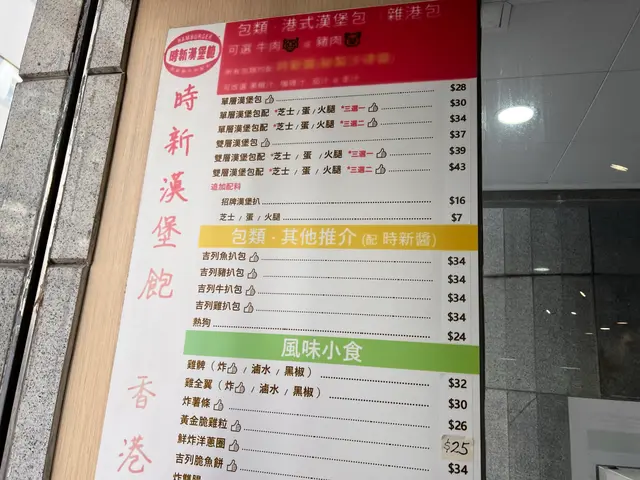 HAMBURGER
時新漢堡飽
時新漢堡飽
香港
包類·港式漢堡包 雜港包
可選 牛肉 豬肉
單層漢堡包 $28
單層漢堡包配 *芝士 / 蛋 / 火腿 *三選一 $30
單層漢堡包配 *芝士 / 蛋 / 火腿 *三選二 $34
雙層漢堡包 $37
雙層漢堡包配 *芝士 / 蛋 / 火腿 *三選一 $39
雙層漢堡包配 *芝士 / 蛋 / 火腿 *三選二 $43
追加配料
招牌漢堡扒 $16
芝士 / 蛋 / 火腿 $7
包類·其他推介 (配 時新醬)
吉列魚扒包 $34
吉列豬扒包 $34
吉列牛扒包 $34
吉列雞扒包 $34
熱狗 $24
風味小食
雞髀 ( 炸 / 滷水 / 黑椒 ) $32
雞全翼 ( 炸 / 滷水 / 黑椒 ) $30
炸薯條 $26
黃金脆雞粒 $25
鮮炸洋蔥圈 $34
吉列脆魚餅